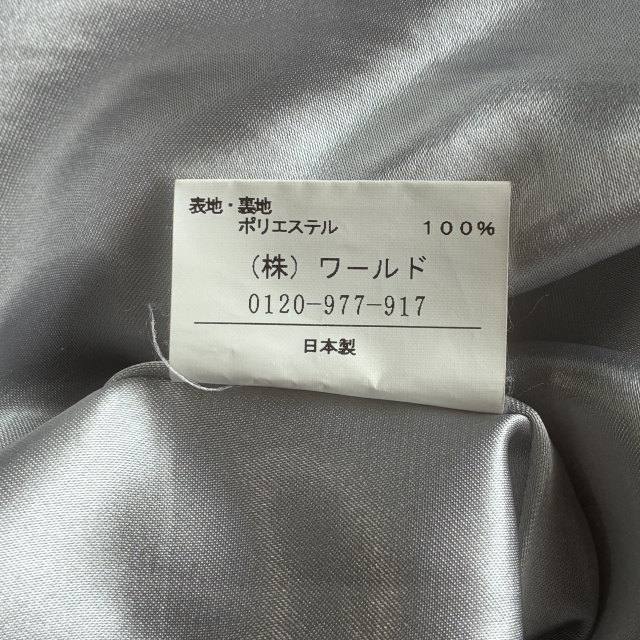 表地・裏地
ポリエステル 100%
(株) ワールド
0120-977-917
日本製